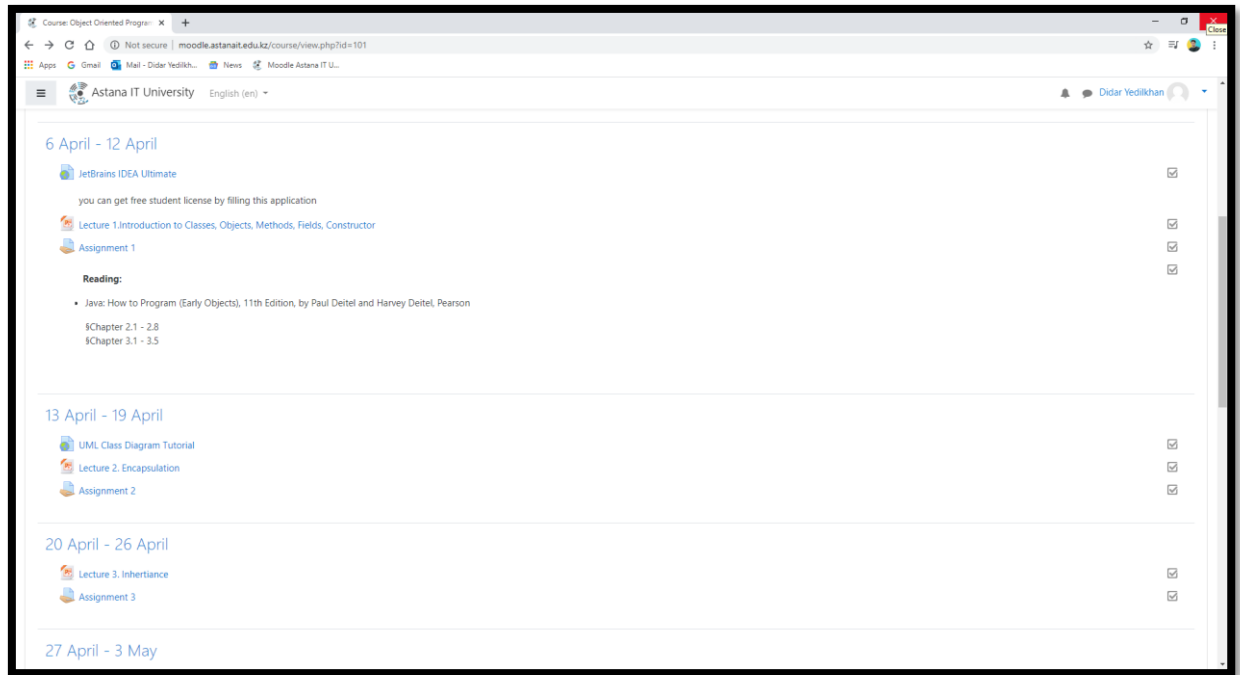 Course: Object Oriented Program
Close
Not secure | moodle.astanait.edu.kz/course/view.php?id=101
Apps Gmail Mail - Didar Yedilkh... News Moodle Astana IT U...
Astana IT University English (en) Didar Yedilkhan
6 April - 12 April
JetBrains IDEA Ultimate
you can get free student license by filling this application
Lecture 1.Introduction to Classes, Objects, Methods, Fields, Constructor
Assignment 1
Reading:
• Java: How to Program (Early Objects), 11th Edition, by Paul Deitel and Harvey Deitel, Pearson
§Chapter 2.1 - 2.8
§Chapter 3.1 - 3.5
13 April - 19 April
UML Class Diagram Tutorial
Lecture 2. Encapsulation
Assignment 2
20 April - 26 April
Lecture 3. Inhertiance
Assignment 3
27 April - 3 May